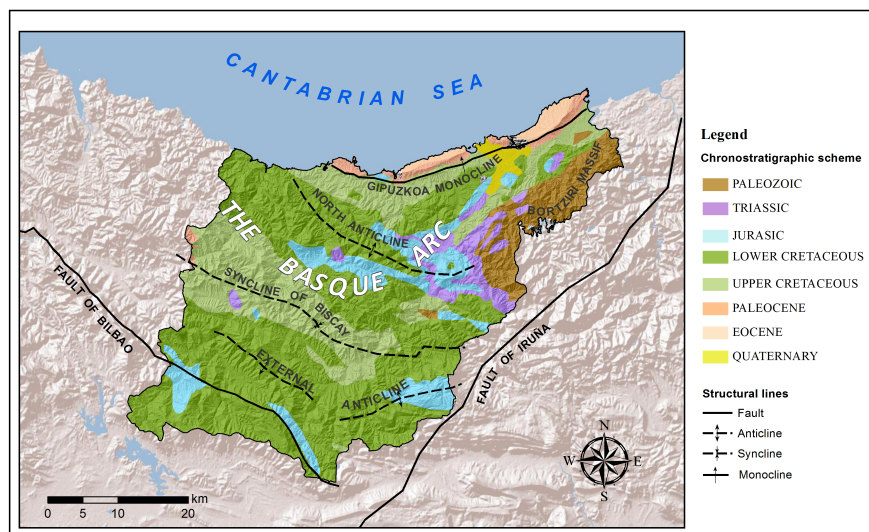 CANTABRIAN SEA
GIPUZKOA MONOCLINE
BORTZIRI MASSIF
NORTH ANTICLINE
THE BASQUE ARC
SYNCLINE OF BISCAY
FAULT OF BILBAO
EXTERNAL ANTICLINE
FAULT OF IRUÑA
N
W E
S
km
0 5 10 20
Legend
Chronostratigraphic scheme
PALEOZOIC
TRIASSIC
JURASIC
LOWER CRETACEOUS
UPPER CRETACEOUS
PALEOCENE
EOCENE
QUATERNARY
Structural lines
Fault
Anticline
Syncline
Monocline